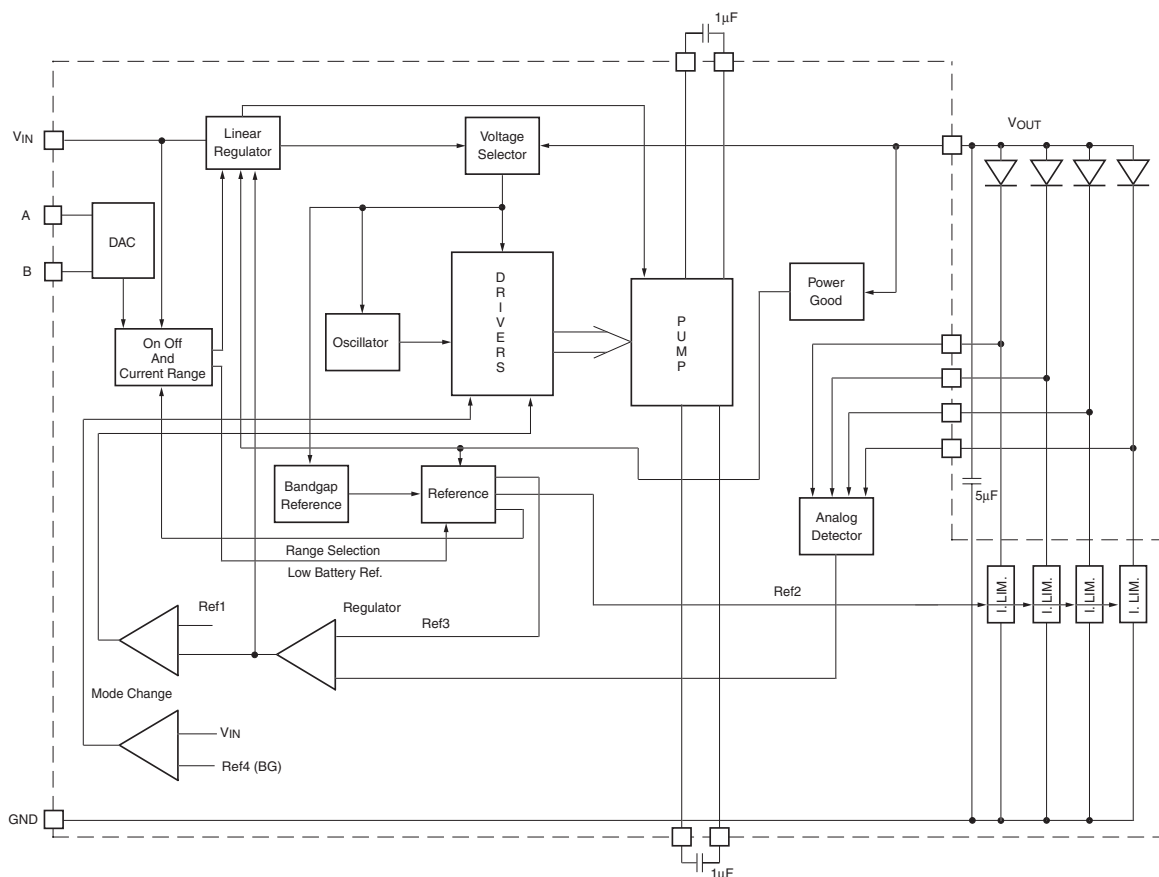 1µF
VIN
Linear
Regulator
Voltage
Selector
VOUT
A
DAC
B
DRIVERS
Power
Good
On Off
And
Current Range
Oscillator
PUMP
Bandgap
Reference
Reference
5µF
Analog
Detector
Range Selection
Low Battery Ref.
I. LIM.
I. LIM.
I. LIM.
I. LIM.
Ref1
Regulator
Ref2
Ref3
Mode Change
VIN
Ref4 (BG)
GND
1µF